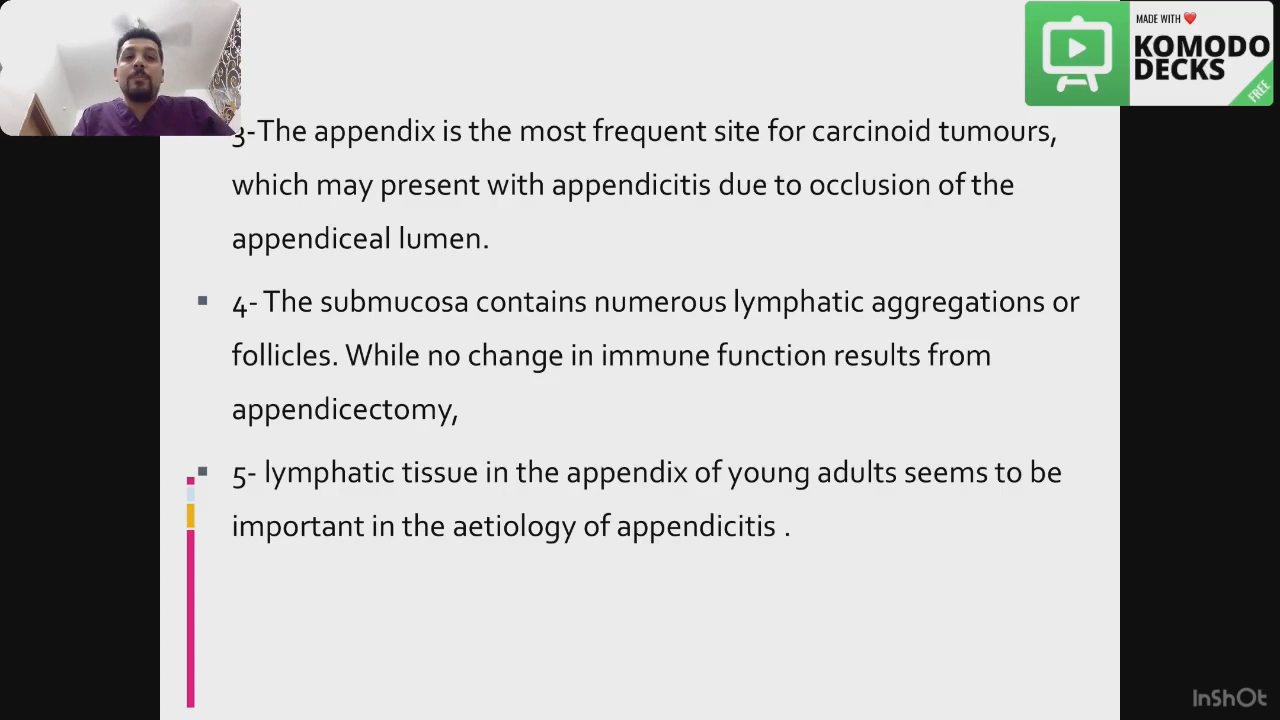 MADE WITH ❤️
KOMODO
DECKS
FREE
3-The appendix is the most frequent site for carcinoid tumours,
which may present with appendicitis due to occlusion of the
appendiceal lumen.
4- The submucosa contains numerous lymphatic aggregations or
follicles. While no change in immune function results from
appendicectomy,
5- lymphatic tissue in the appendix of young adults seems to be
important in the aetiology of appendicitis .
InShOt